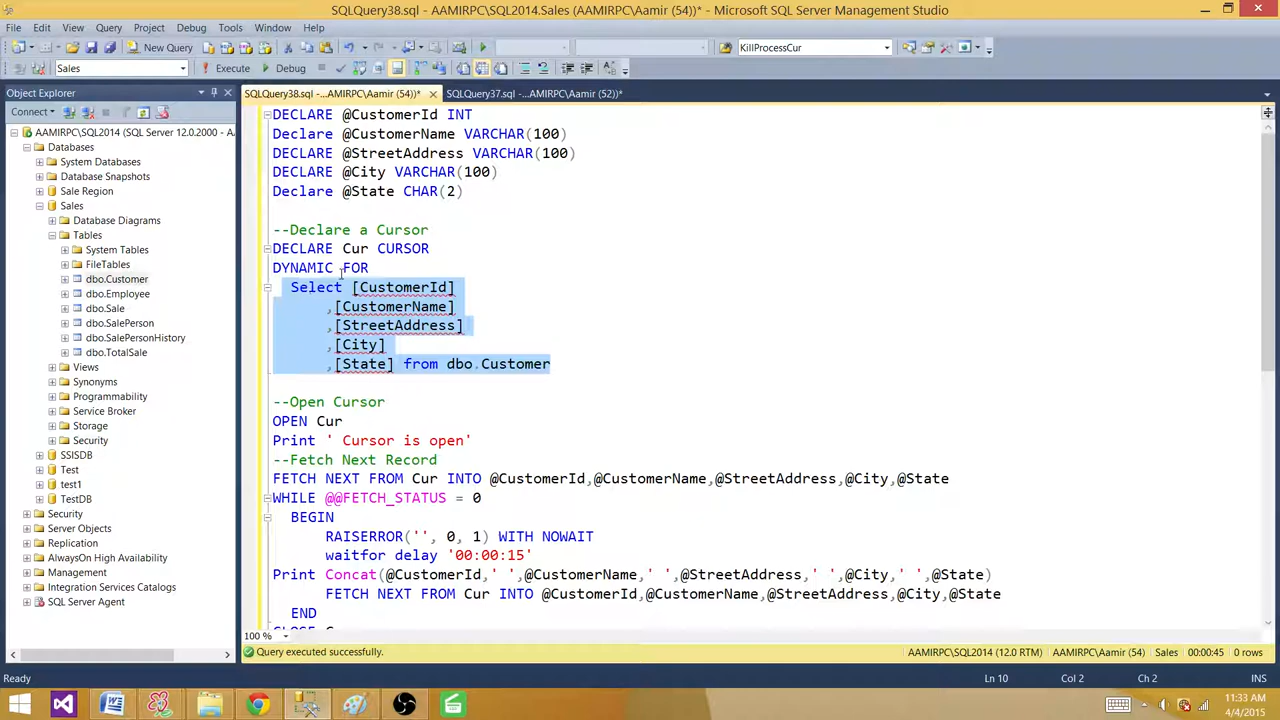 SQLQuery38.sql - AAMIRPC\SQL2014.Sales (AAMIRPC\Aamir (54))* - Microsoft SQL Server Management Studio
File Edit View Query Project Debug Tools Window Help
New Query KillProcessCur
Sales Execute Debug
Object Explorer
SQLQuery38.sql -...AAMIRPC\Aamir (54))* SQLQuery37.sql -...AAMIRPC\Aamir (52))*
Connect
AAMIRPC\SQL2014 (SQL Server 12.0.2000 - A
Databases
System Databases
Database Snapshots
Sale Region
Sales
Database Diagrams
Tables
System Tables
FileTables
dbo.Customer
dbo.Employee
dbo.Sale
dbo.SalePerson
dbo.SalePersonHistory
dbo.TotalSale
Views
Synonyms
Programmability
Service Broker
Storage
Security
SSISDB
Test
test1
TestDB
Security
Server Objects
Replication
AlwaysOn High Availability
Management
Integration Services Catalogs
SQL Server Agent
DECLARE @CustomerId INT
Declare @CustomerName VARCHAR(100)
DECLARE @StreetAddress VARCHAR(100)
DECLARE @City VARCHAR(100)
Declare @State CHAR(2)
--Declare a Cursor
DECLARE Cur CURSOR
DYNAMIC FOR
Select [CustomerId]
,[CustomerName]
,[StreetAddress]
,[City]
,[State] from dbo.Customer
--Open Cursor
OPEN Cur
Print ' Cursor is open'
--Fetch Next Record
FETCH NEXT FROM Cur INTO @CustomerId,@CustomerName,@StreetAddress,@City,@State
WHILE @@FETCH_STATUS = 0
BEGIN
RAISERROR('', 0, 1) WITH NOWAIT
waitfor delay '00:00:15'
Print Concat(@CustomerId,' ',@CustomerName,' ',@StreetAddress,' ',@City,' ',@State)
FETCH NEXT FROM Cur INTO @CustomerId,@CustomerName,@StreetAddress,@City,@State
END
100 %
Query executed successfully. AAMIRPC\SQL2014 (12.0 RTM) AAMIRPC\Aamir (54) Sales 00:00:45 0 rows
Ready Ln 10 Col 2 Ch 2 INS
11:33 AM
4/4/2015